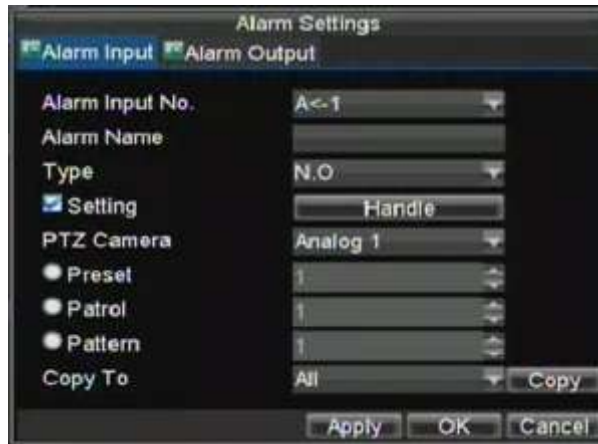 Alarm Settings
Alarm Input Alarm Output
Alarm Input No. A<-1
Alarm Name
Type N.O
Setting Handle
PTZ Camera Analog 1
Preset 1
Patrol 1
Pattern 1
Copy To All Copy
Apply OK Cancel